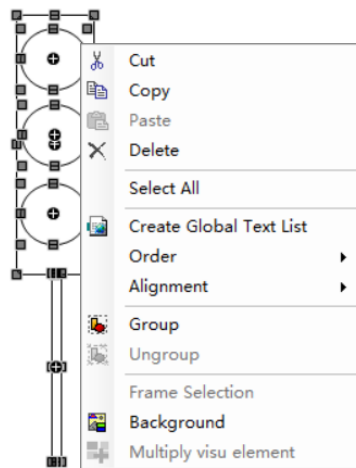 Cut
Copy
Paste
Delete
Select All
Create Global Text List
Order
Alignment
Group
Ungroup
Frame Selection
Background
Multiply visu element